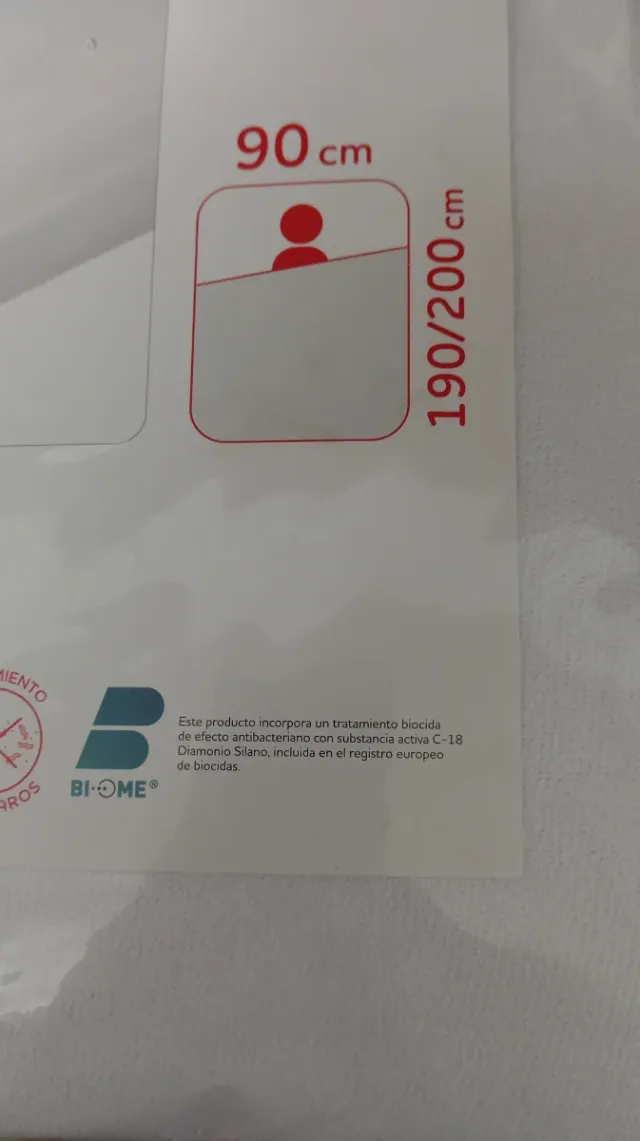 90 cm
190/200 cm
MIENTO
AROS
BI-OME®
Este producto incorpora un tratamiento biocida
de efecto antibacteriano con substancia activa C-18
Diamonio Silano, incluida en el registro europeo
de biocidas.